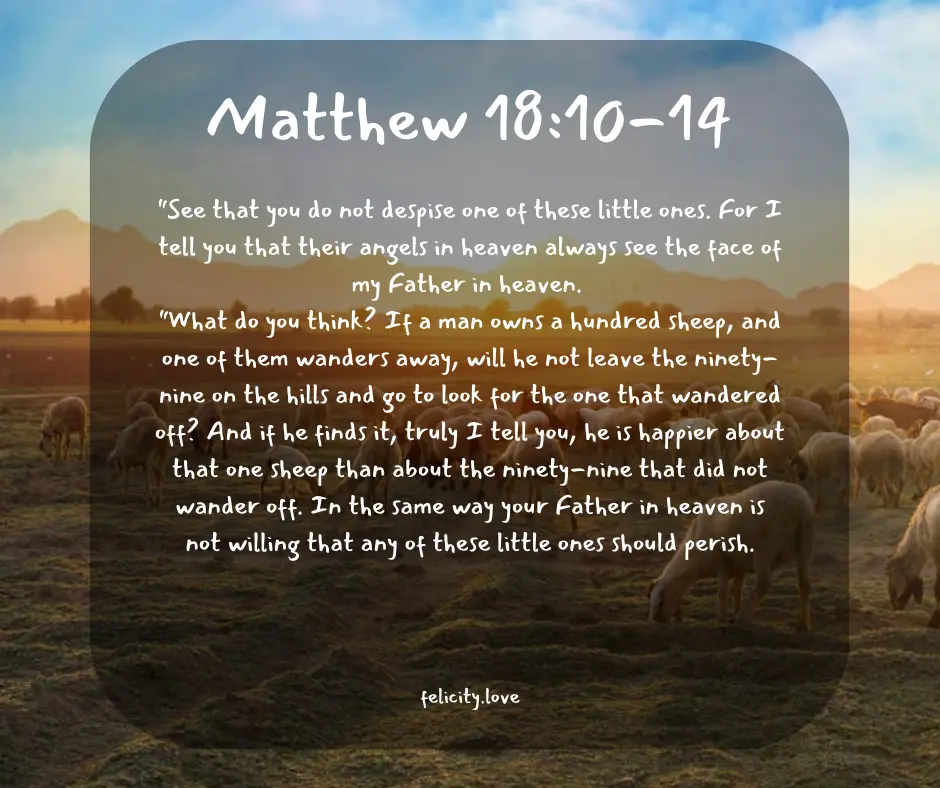 Matthew 18:10-14
"See that you do not despise one of these little ones. For I
tell you that their angels in heaven always see the face of
my Father in heaven.
"What do you think? If a man owns a hundred sheep, and
one of them wanders away, will he not leave the ninety-
nine on the hills and go to look for the one that wandered
off? And if he finds it, truly I tell you, he is happier about
that one sheep than about the ninety-nine that did not
wander off. In the same way your Father in heaven is
not willing that any of these little ones should perish.
felicity.love